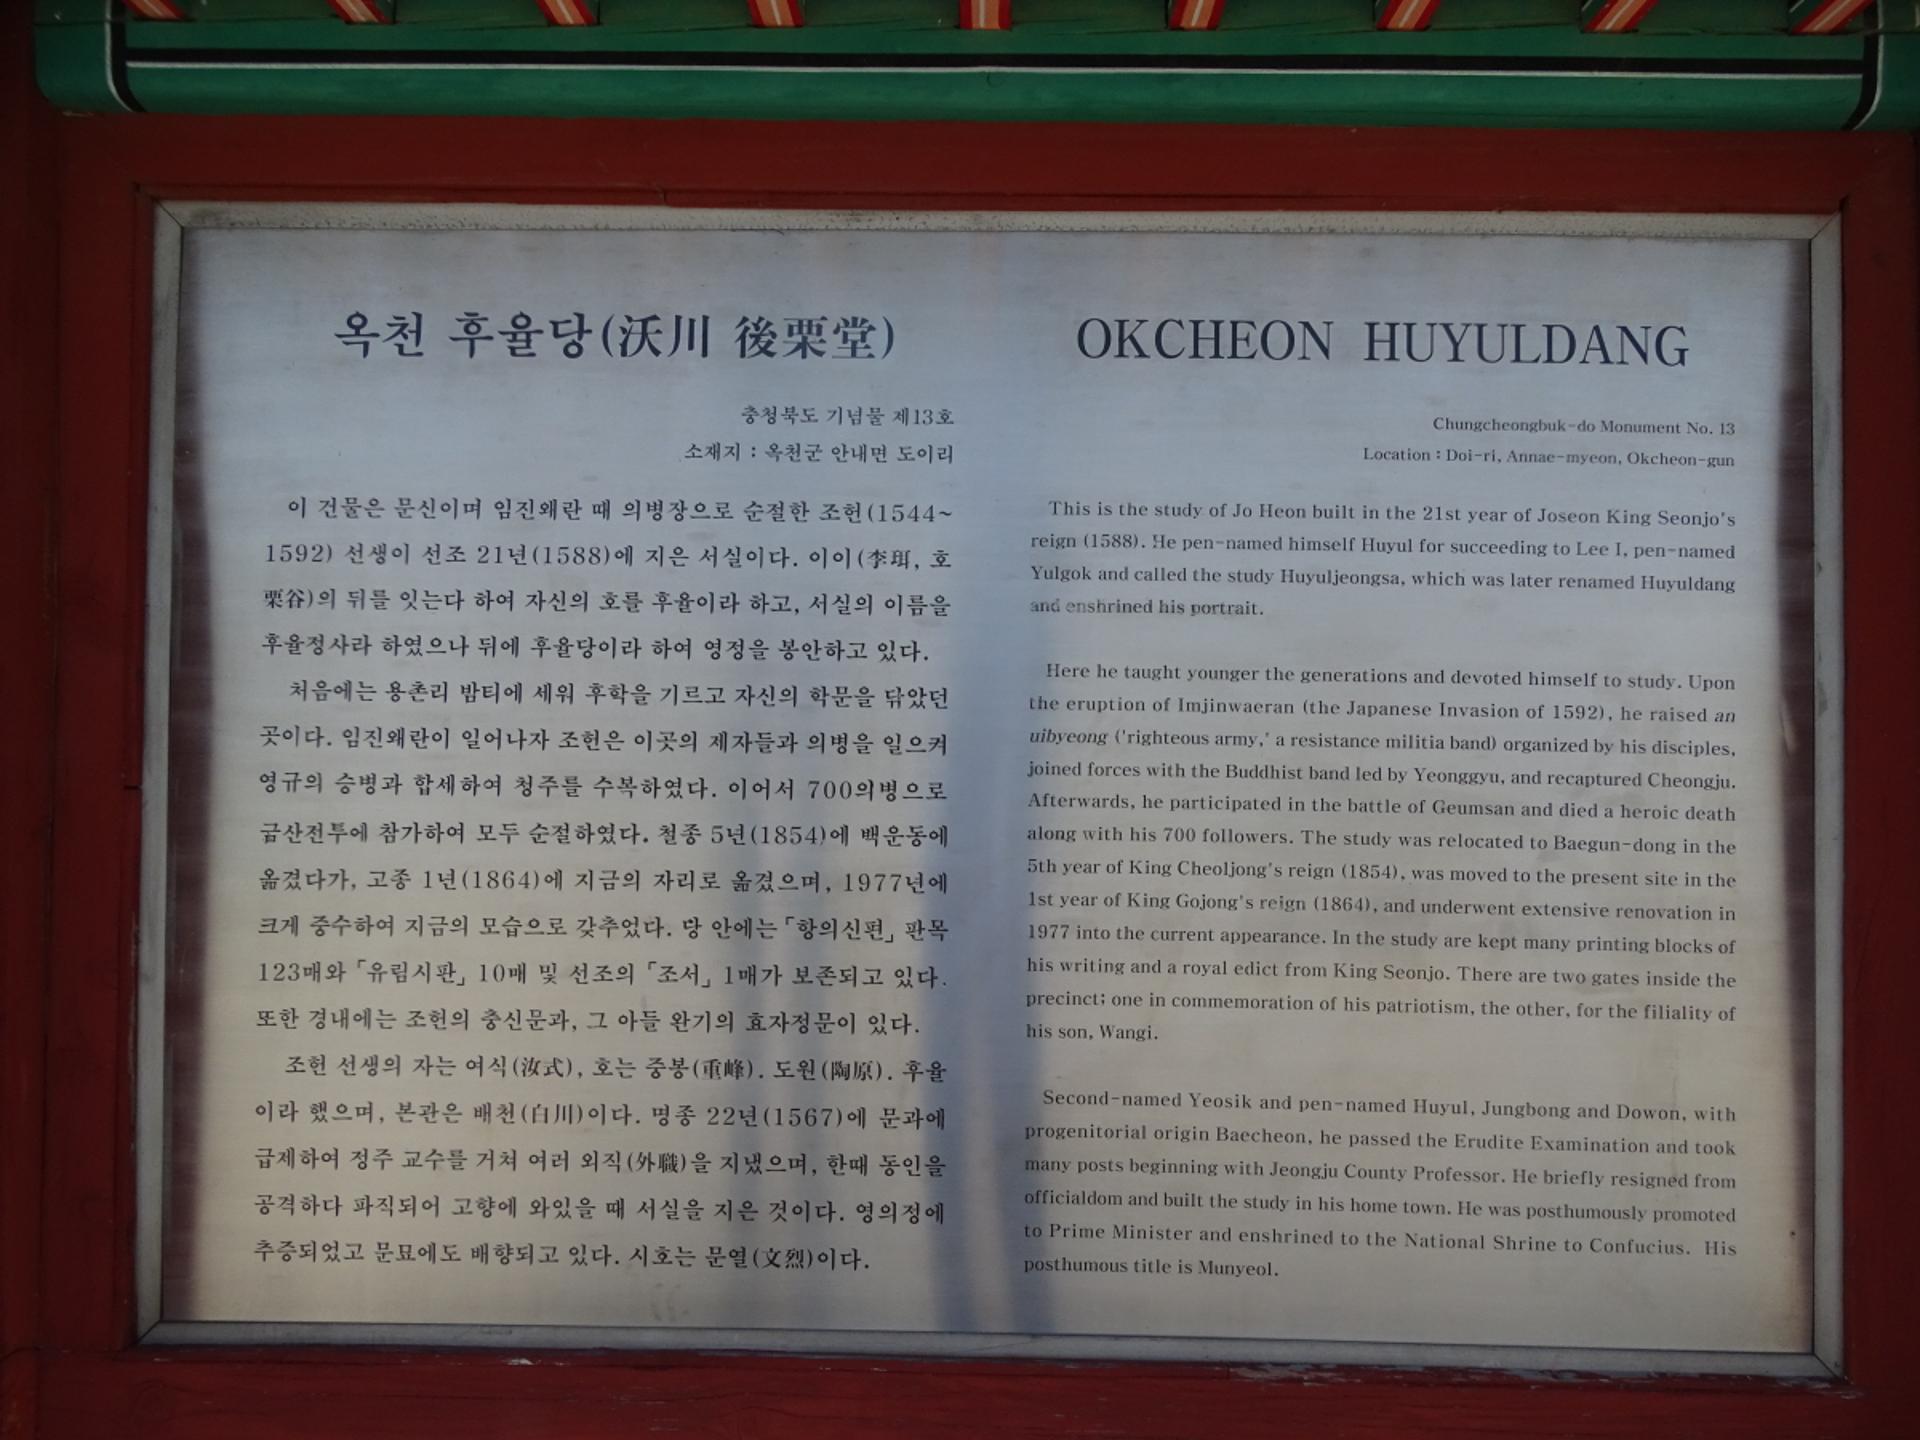 옥천 후율당(沃川 後栗堂)
충청북도 기념물 제13호
소재지 : 옥천군 안내면 도이리
이 건물은 문신이며 임진왜란 때 의병장으로 순절한 조헌(1544~
1592) 선생이 선조 21년(1588)에 지은 서실이다. 이이(李珥, 호
栗谷)의 뒤를 잇는다 하여 자신의 호를 후율이라 하고, 서실의 이름을
후율정사라 하였으나 뒤에 후율당이라 하여 영정을 봉안하고 있다.
처음에는 용촌리 밤티에 세워 후학을 기르고 자신의 학문을 닦았던
곳이다. 임진왜란이 일어나자 조헌은 이곳의 제자들과 의병을 일으켜
영규의 승병과 합세하여 청주를 수복하였다. 이어서 700의병으로
금산전투에 참가하여 모두 순절하였다. 철종 5년(1854)에 백운동에
옮겼다가, 고종 1년(1864)에 지금의 자리로 옮겼으며, 1977년에
크게 중수하여 지금의 모습으로 갖추었다. 당 안에는 「항의신편」 판목
123매와 「유림시판」 10매 및 선조의 「조서」 1매가 보존되고 있다.
또한 경내에는 조헌의 충신문과, 그 아들 완기의 효자정문이 있다.
조헌 선생의 자는 여식(汝式), 호는 중봉(重峰). 도원(陶原). 후율
이라 했으며, 본관은 배천(白川)이다. 명종 22년(1567)에 문과에
급제하여 정주 교수를 거쳐 여러 외직(外職)을 지냈으며, 한때 동인을
공격하다 파직되어 고향에 와있을 때 서실을 지은 것이다. 영의정에
추증되었고 문묘에도 배향되고 있다. 시호는 문열(文烈)이다.
OKCHEON HUYULDANG
Chungcheongbuk-do Monument No. 13
Location : Doi-ri, Annae-myeon, Okcheon-gun
This is the study of Jo Heon built in the 21st year of Joseon King Seonjo's
reign (1588). He pen-named himself Huyul for succeeding to Lee I, pen-named
Yulgok and called the study Huyuljeongsa, which was later renamed Huyuldang
and enshrined his portrait.
Here he taught younger the generations and devoted himself to study. Upon
the eruption of Imjinwaeran (the Japanese Invasion of 1592), he raised an
uibyeong ('righteous army,' a resistance militia band) organized by his disciples,
joined forces with the Buddhist band led by Yeonggyu, and recaptured Cheongju.
Afterwards, he participated in the battle of Geumsan and died a heroic death
along with his 700 followers. The study was relocated to Baegun-dong in the
5th year of King Cheoljong's reign (1854), was moved to the present site in the
1st year of King Gojong's reign (1864), and underwent extensive renovation in
1977 into the current appearance. In the study are kept many printing blocks of
his writing and a royal edict from King Seonjo. There are two gates inside the
precinct; one in commemoration of his patriotism, the other, for the filiality of
his son, Wangi.
Second-named Yeosik and pen-named Huyul, Jungbong and Dowon, with
progenitorial origin Baecheon, he passed the Erudite Examination and took
many posts beginning with Jeongju County Professor. He briefly resigned from
officialdom and built the study in his home town. He was posthumously promoted
to Prime Minister and enshrined to the National Shrine to Confucius. His
posthumous title is Munyeol.